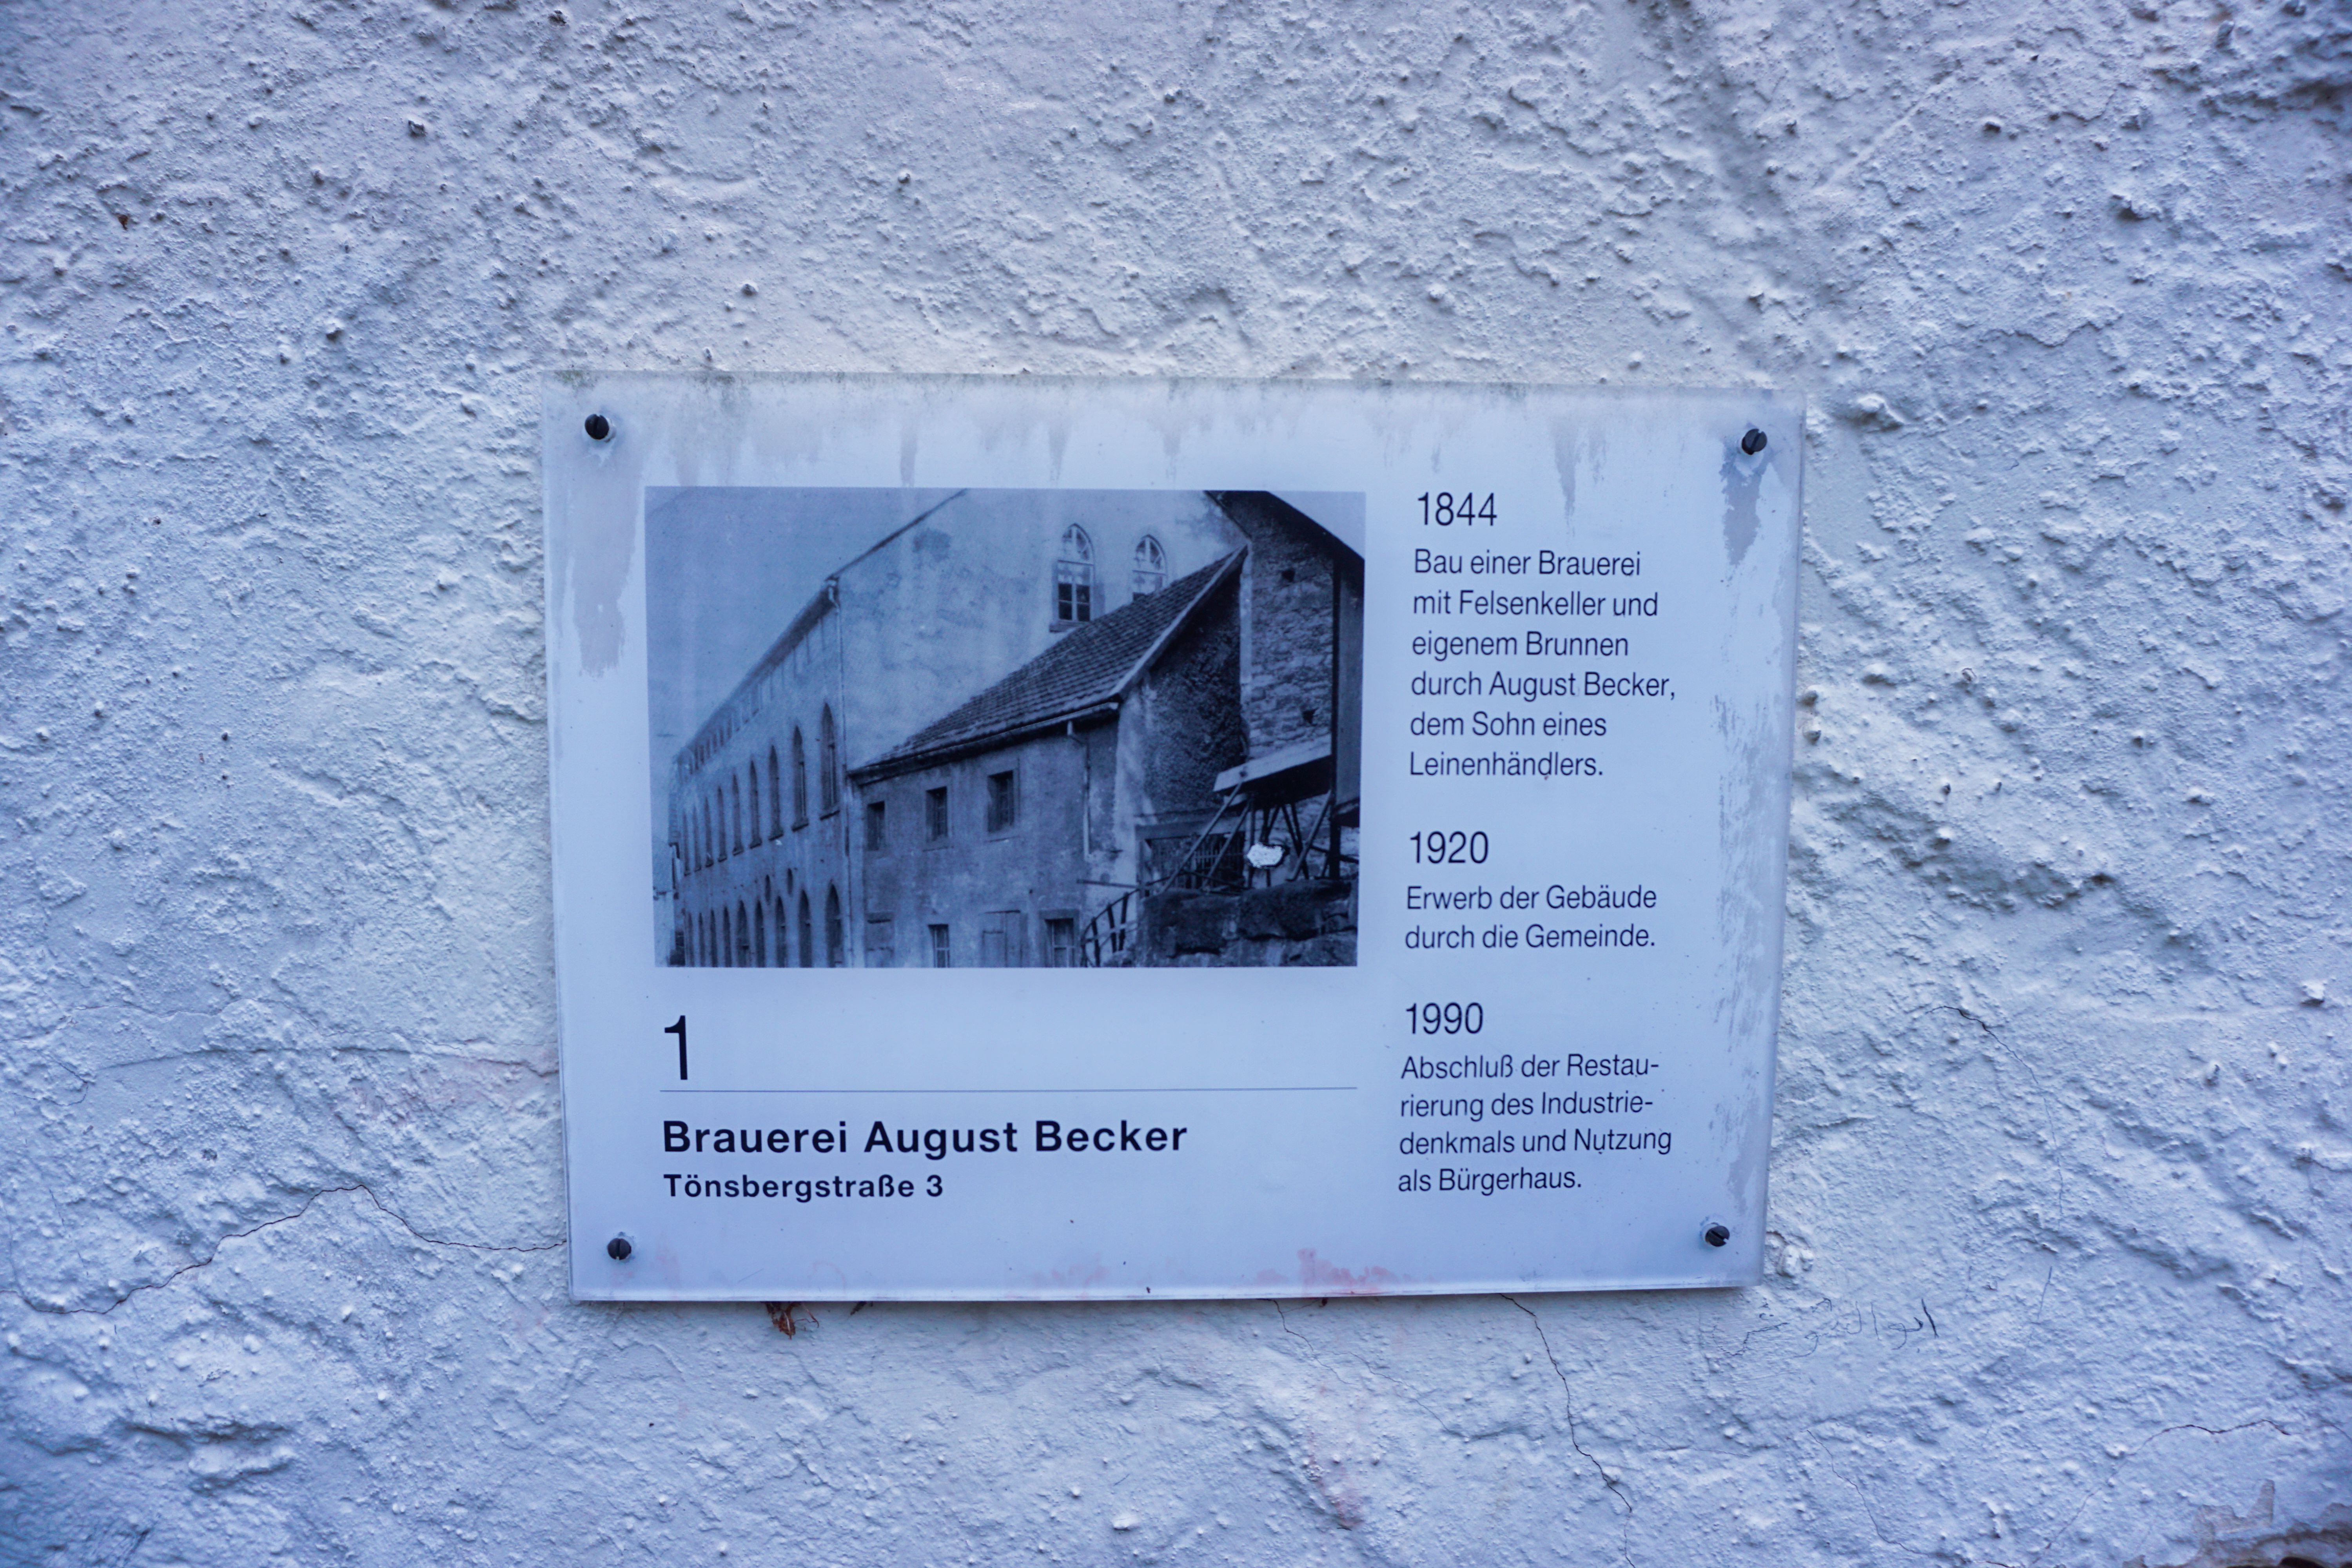 1844
Bau einer Brauerei
mit Felsenkeller und
eigenem Brunnen
durch August Becker,
dem Sohn eines
Leinenhändlers.
1920
Erwerb der Gebäude
durch die Gemeinde.
1990
Abschluß der Restau-
rierung des Industrie-
denkmals und Nutzung
als Bürgerhaus.
1
Brauerei August Becker
Tönsbergstraße 3